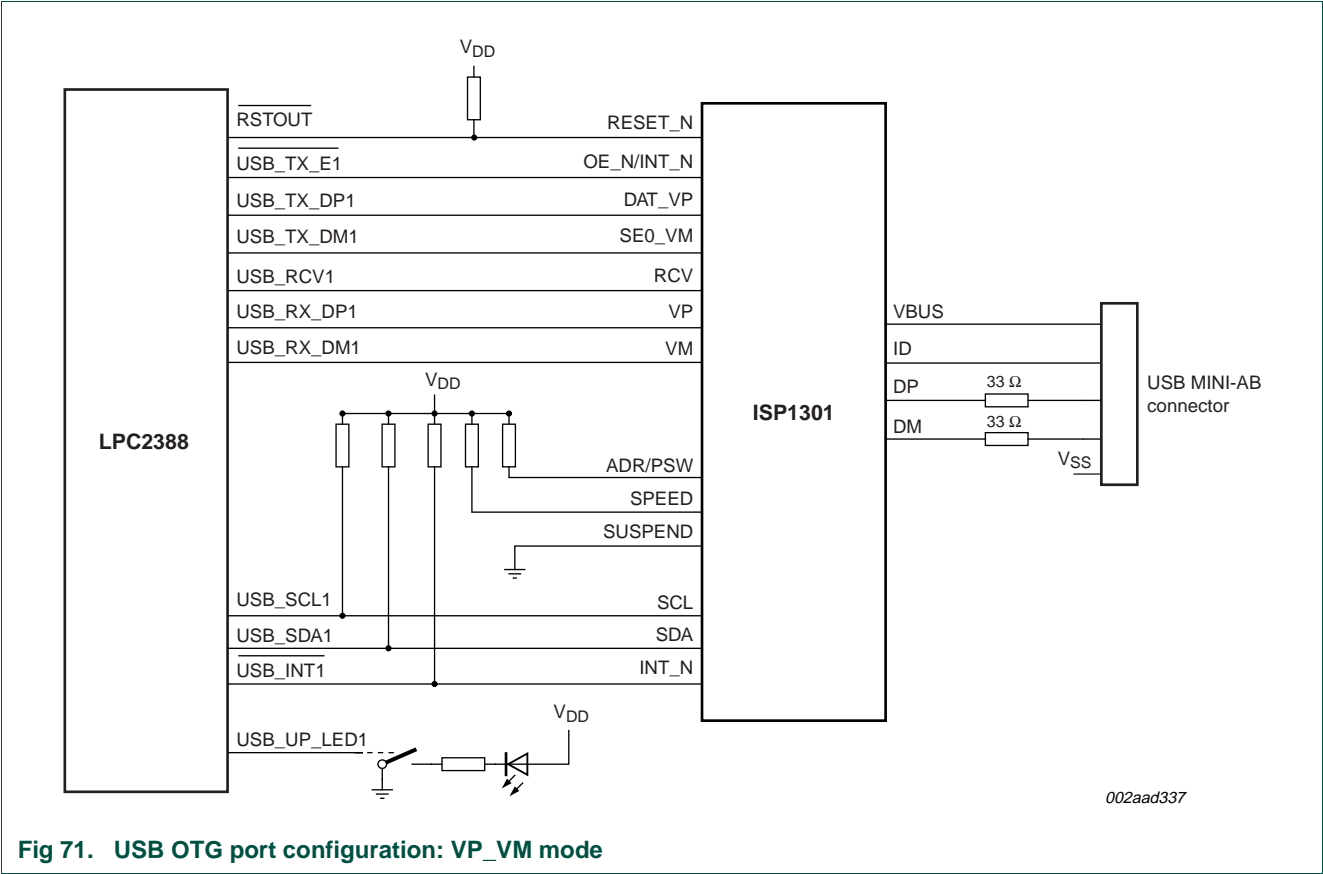 VDD
RSTOUT
RESET_N
USB_TX_E1
OE_N/INT_N
USB_TX_DP1
DAT_VP
USB_TX_DM1
SE0_VM
USB_RCV1
RCV
USB_RX_DP1
VP
USB_RX_DM1
VM
VBUS
ID
DP
33 Ω
DM
33 Ω
VSS
USB MINI-AB
connector
LPC2388
ISP1301
VDD
ADR/PSW
SPEED
SUSPEND
USB_SCL1
SCL
USB_SDA1
SDA
USB_INT1
INT_N
VDD
USB_UP_LED1
002aad337
Fig 71. USB OTG port configuration: VP_VM mode